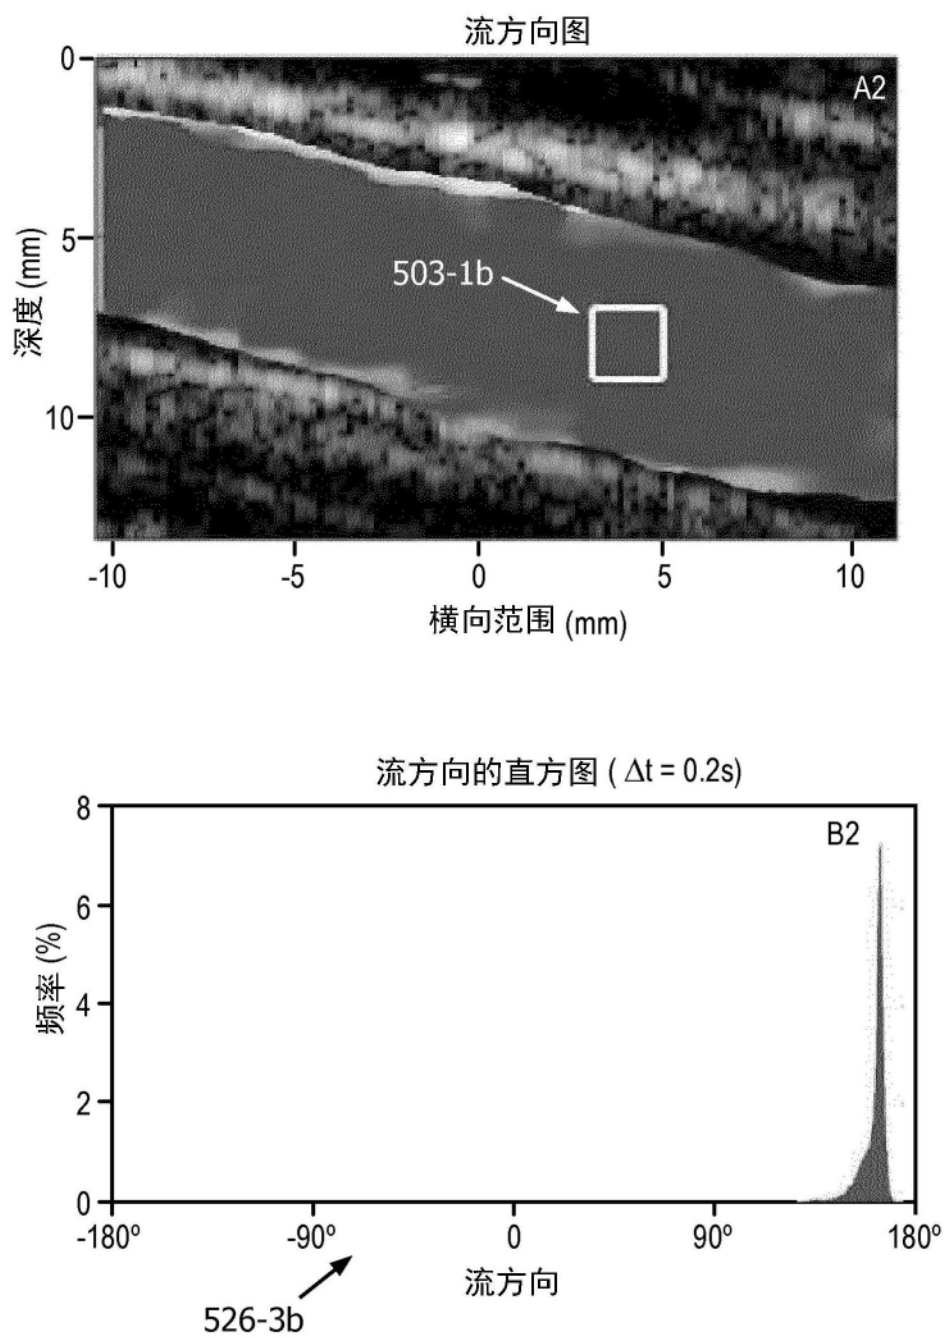 流方向图
A2
0
5
10
深度 (mm)
503-1b
-10 -5 0 5 10
横向范围 (mm)
流方向的直方图 ( Δt = 0.2s)
B2
8
6
4
2
0
频率 (%)
-180º -90º 0 90º 180º
流方向
526-3b